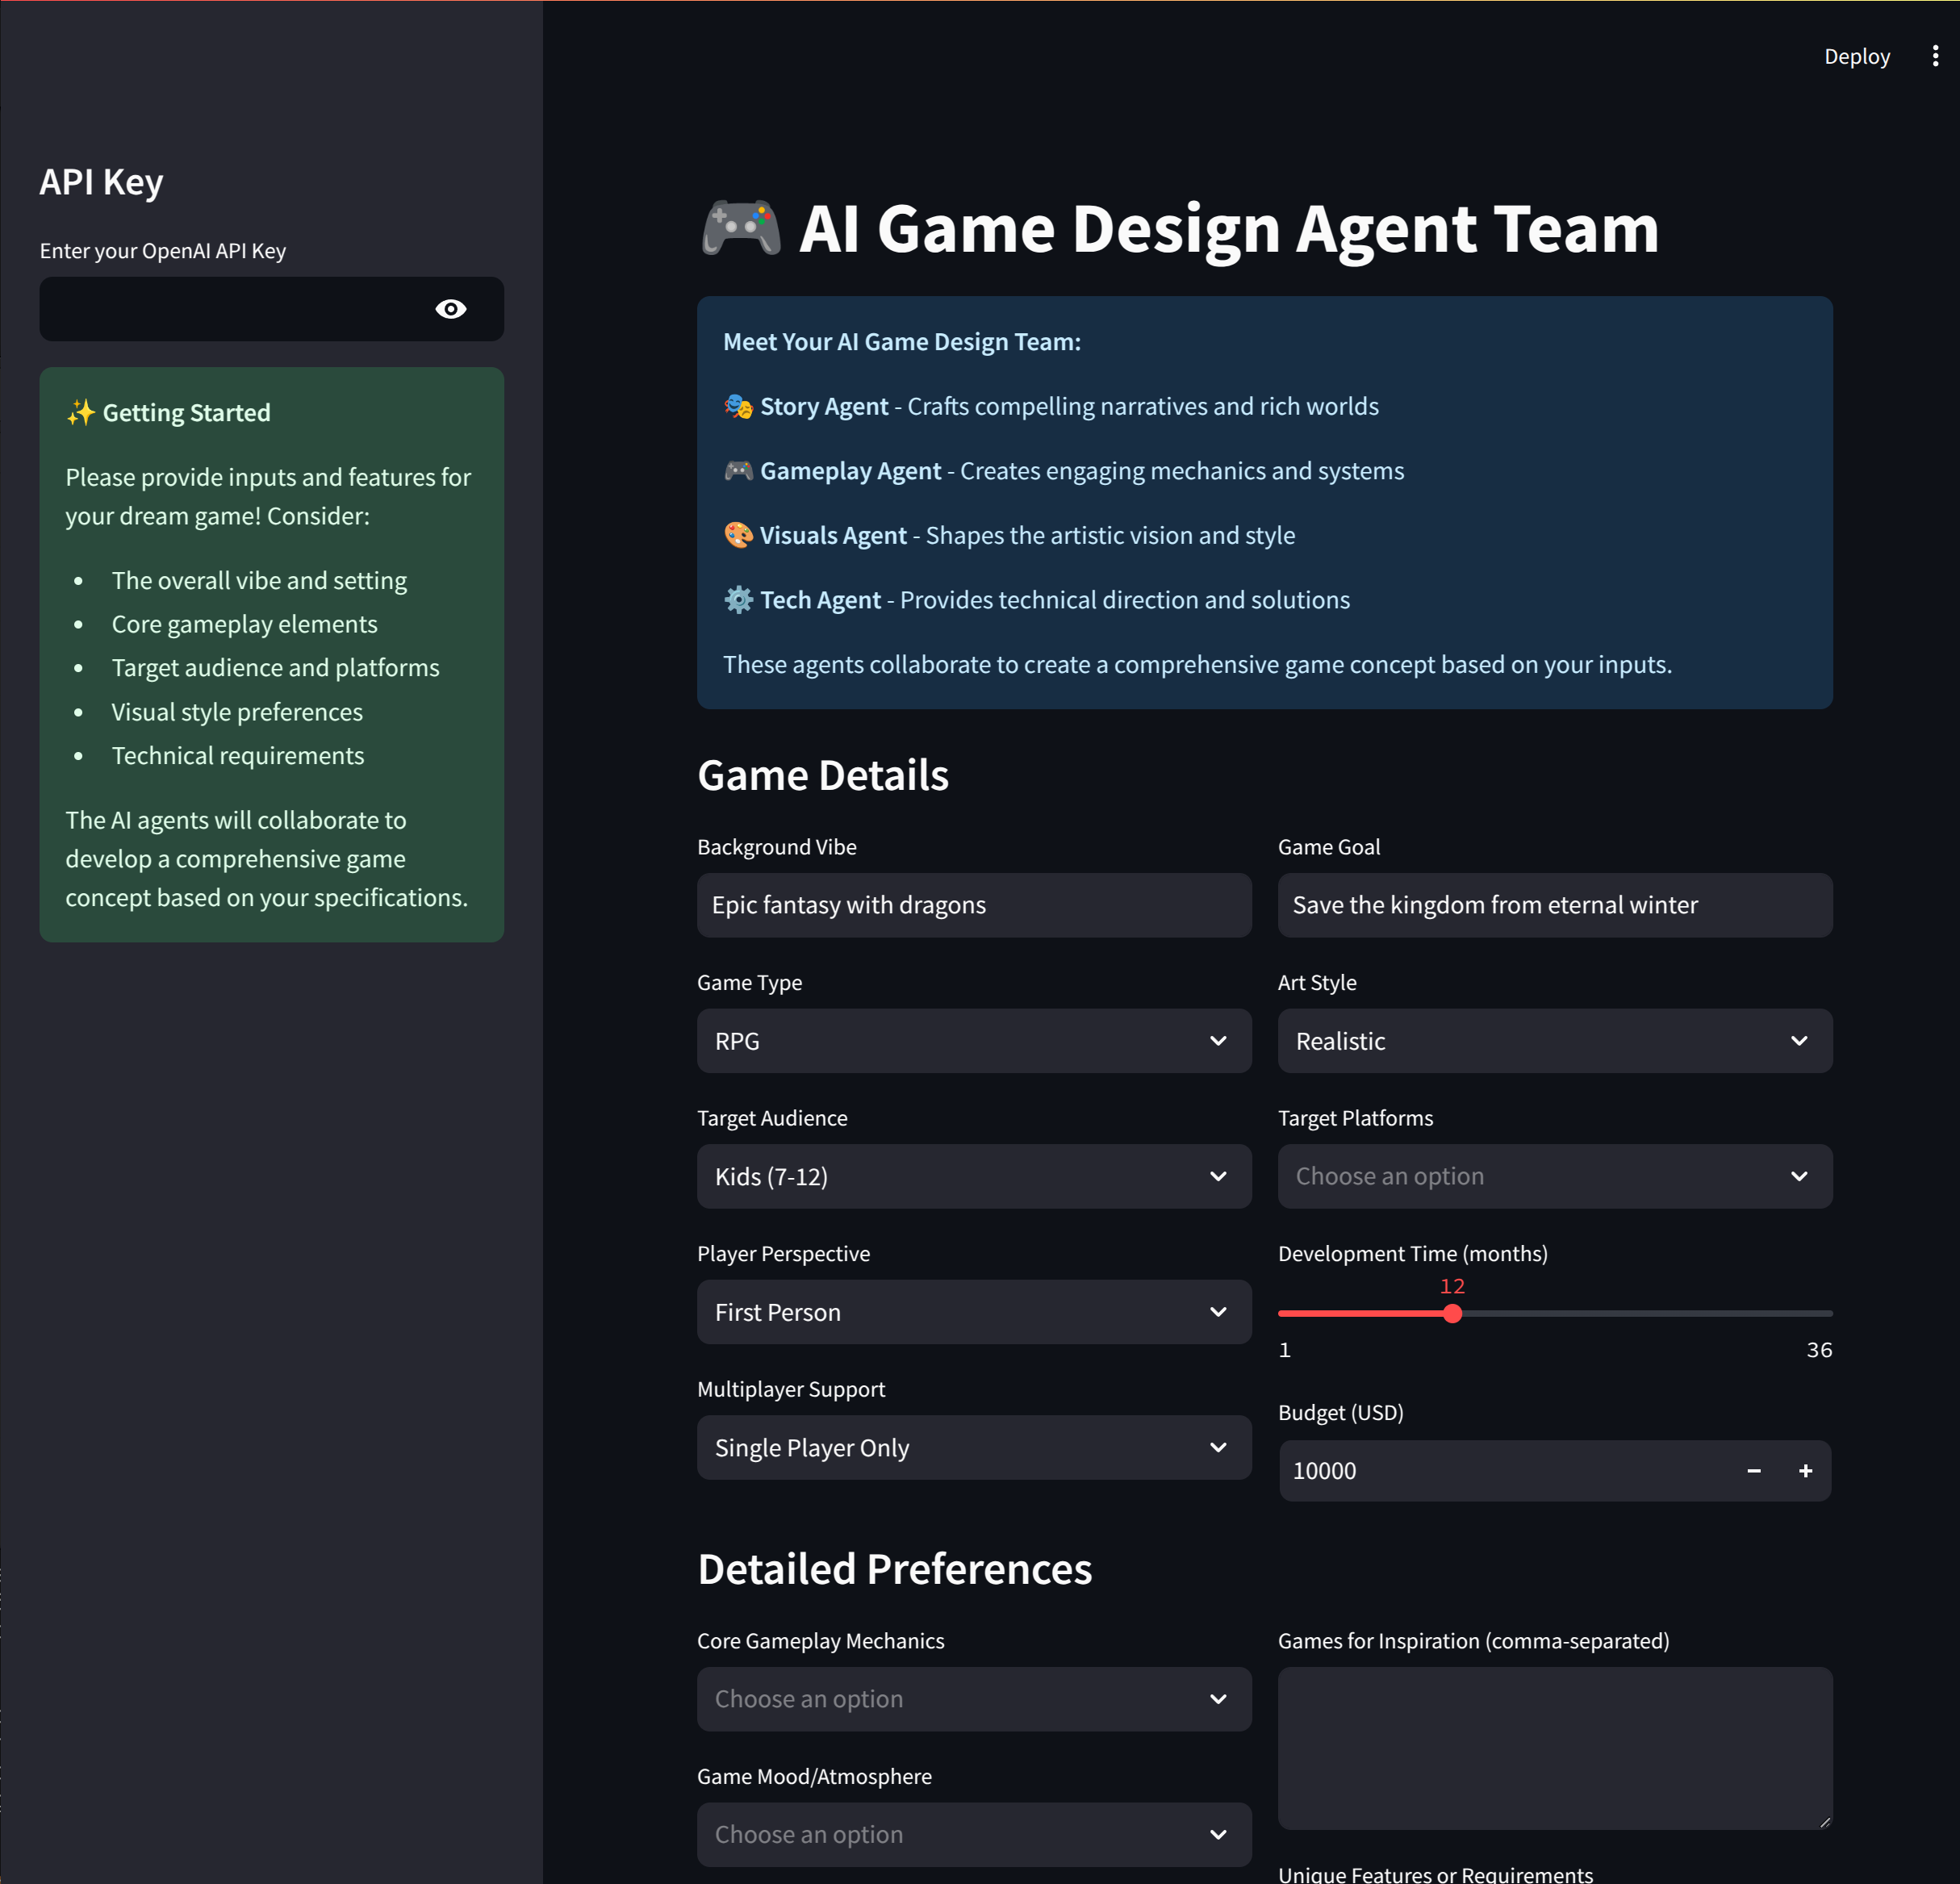 Deploy
API Key
Enter your OpenAI API Key
✨ Getting Started
Please provide inputs and features for
your dream game! Consider:
• The overall vibe and setting
• Core gameplay elements
• Target audience and platforms
• Visual style preferences
• Technical requirements
The AI agents will collaborate to
develop a comprehensive game
concept based on your specifications.
🎮 AI Game Design Agent Team
Meet Your AI Game Design Team:
🎭 Story Agent - Crafts compelling narratives and rich worlds
🎮 Gameplay Agent - Creates engaging mechanics and systems
🎨 Visuals Agent - Shapes the artistic vision and style
⚙️ Tech Agent - Provides technical direction and solutions
These agents collaborate to create a comprehensive game concept based on your inputs.
Game Details
Background Vibe
Epic fantasy with dragons
Game Goal
Save the kingdom from eternal winter
Game Type
RPG
Art Style
Realistic
Target Audience
Kids (7-12)
Target Platforms
Choose an option
Player Perspective
First Person
Development Time (months)
12
1
36
Multiplayer Support
Single Player Only
Budget (USD)
10000
Detailed Preferences
Core Gameplay Mechanics
Choose an option
Games for Inspiration (comma-separated)
Game Mood/Atmosphere
Choose an option
Unique Features or Requirements